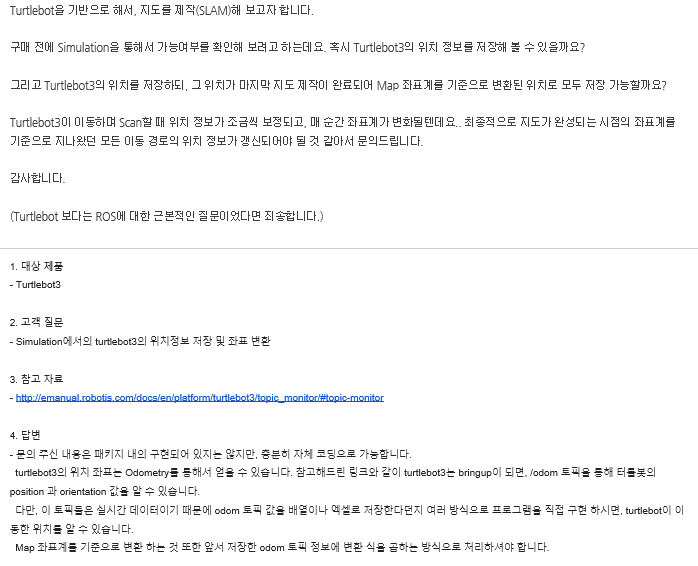 Turtlebot을 기반으로 해서, 지도를 제작(SLAM)해 보고자 합니다.
구매 전에 Simulation을 통해서 가능여부를 확인해 보려고 하는데요. 혹시 Turtlebot3의 위치 정보를 저장해 볼 수 있을까요?
그리고 Turtlebot3의 위치를 저장하되, 그 위치가 마지막 지도 제작이 완료되어 Map 좌표계를 기준으로 변환된 위치로 모두 저장 가능할까요?
Turtlebot3이 이동하며 Scan할 때 위치 정보가 조금씩 보정되고, 매 순간 좌표계가 변화될텐데요.. 최종적으로 지도가 완성되는 시점의 좌표계를
기준으로 지나왔던 모든 이동 경로의 위치 정보가 갱신되어야 될 것 같아서 문의드립니다.
감사합니다.
(Turtlebot 보다는 ROS에 대한 근본적인 질문이었다면 죄송합니다.)
1. 대상 제품
- Turtlebot3
2. 고객 질문
- Simulation에서의 turtlebot3의 위치정보 저장 및 좌표 변환
3. 참고 자료
- http://emanual.robotis.com/docs/en/platform/turtlebot3/topic_monitor/#topic-monitor
4. 답변
- 문의 주신 내용은 패키지 내의 구현되어 있지는 않지만, 충분히 자체 코딩으로 가능합니다.
turtlebot3의 위치 좌표는 Odometry를 통해서 얻을 수 있습니다. 참고해드린 링크와 같이 turtlebot3는 bringup이 되면, /odom 토픽을 통해 터틀봇의
position 과 orientation 값을 알 수 있습니다.
다만, 이 토픽들은 실시간 데이터이기 때문에 odom 토픽 값을 배열이나 엑셀로 저장한다던지 여러 방식으로 프로그램을 직접 구현 하시면, turtlebot이 이
동한 위치를 알 수 있습니다.
Map 좌표계를 기준으로 변환 하는 것 또한 앞서 저장한 odom 토픽 정보에 변환 식을 곱하는 방식으로 처리하셔야 합니다.